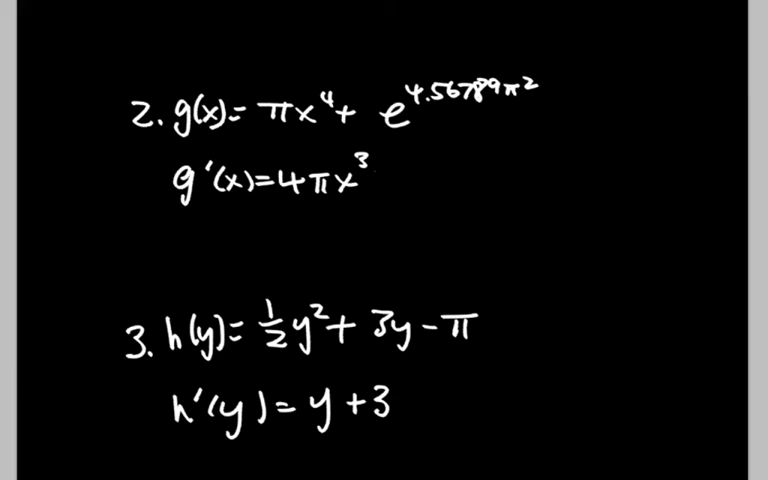 2. g(x)= πx⁴+ e^4.56789π²
g'(x)=4πx³
3. h(y)= ½y²+ 3y-π
h'(y)= y+3